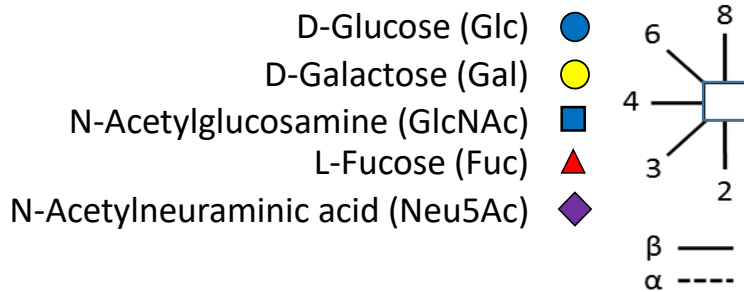 D-Glucose (Glc)
D-Galactose (Gal)
N-Acetylglucosamine (GlcNAc)
L-Fucose (Fuc)
N-Acetylneuraminic acid (Neu5Ac)
8
6
4
3
2
β
α